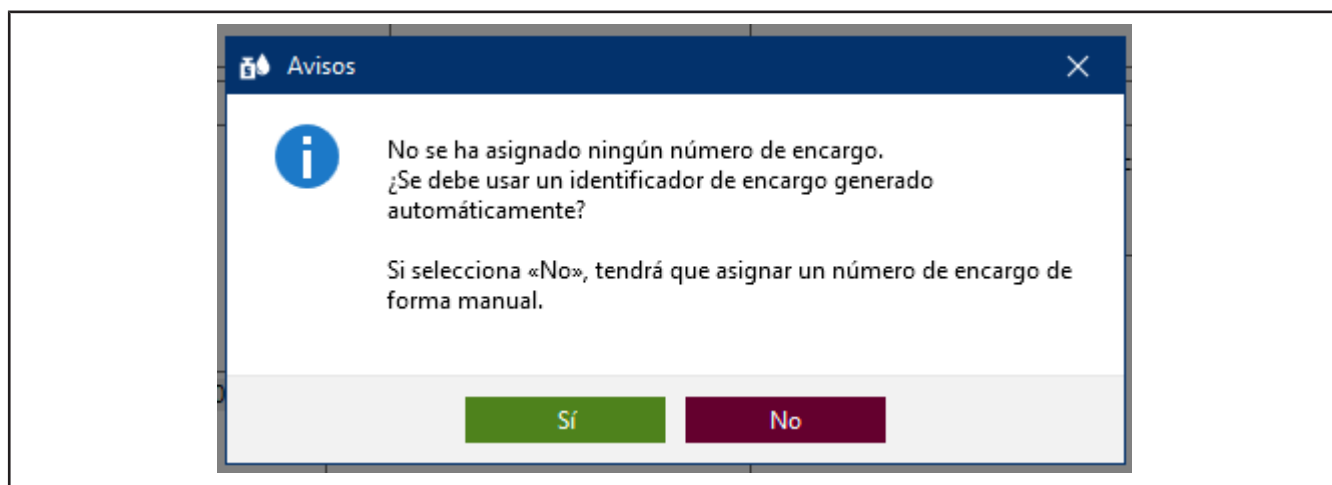 Avisos
No se ha asignado ningún número de encargo.
¿Se debe usar un identificador de encargo generado
automáticamente?
Si selecciona «No», tendrá que asignar un número de encargo de
forma manual.
Sí
No